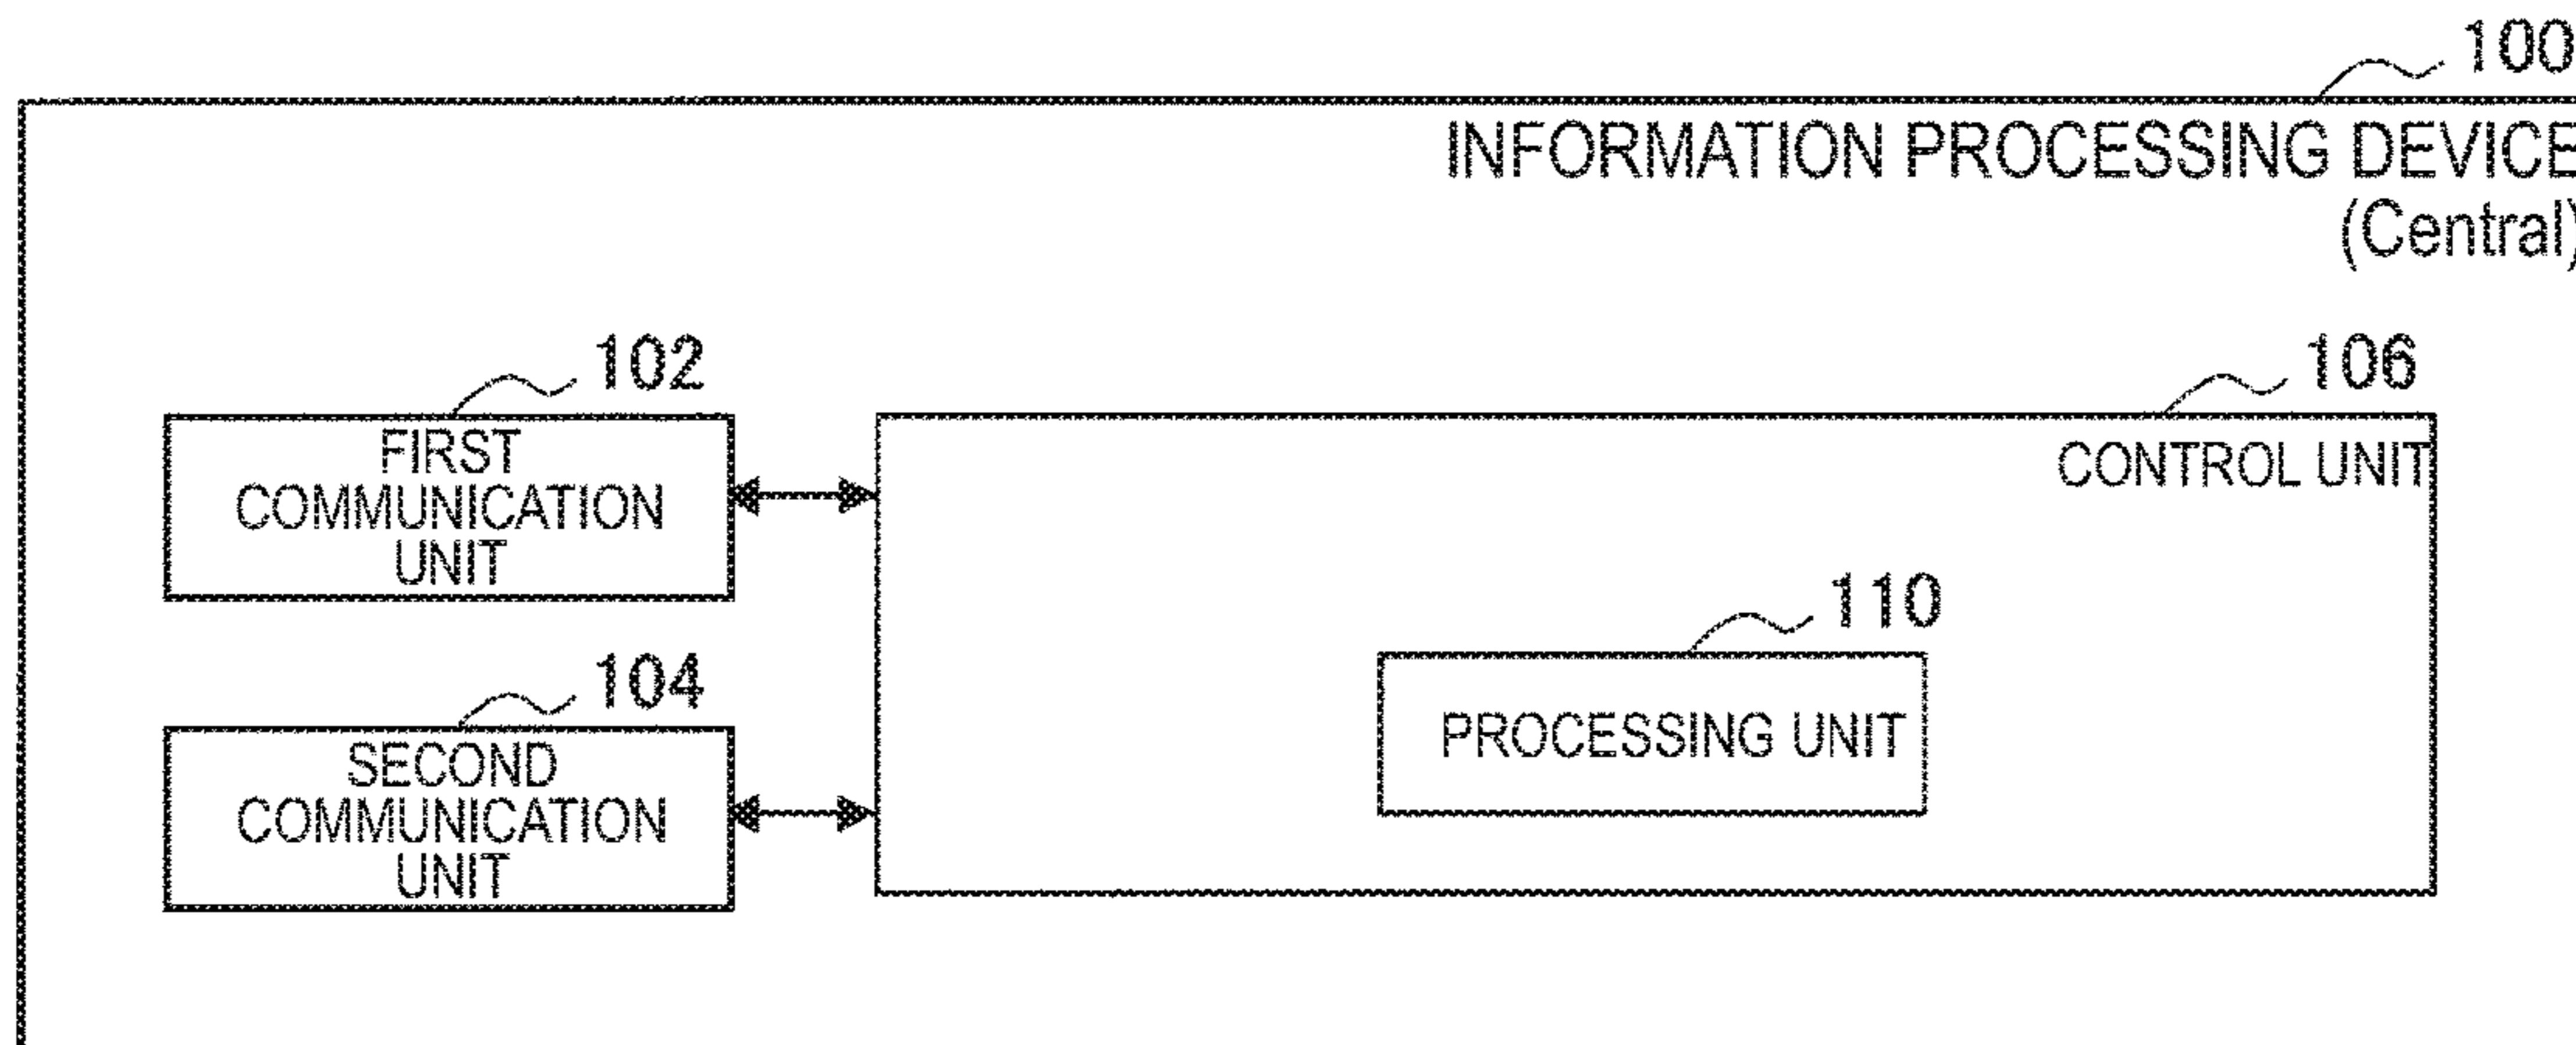 100
INFORMATION PROCESSING DEVICE
(Central)
102
106
FIRST
COMMUNICATION
UNIT
CONTROL UNIT
110
PROCESSING UNIT
104
SECOND
COMMUNICATION
UNIT